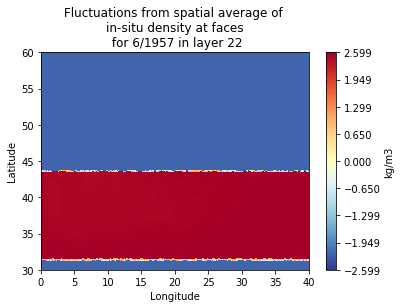 Fluctuations from spatial average of
in-situ density at faces
for 6/1957 in layer 22
60
55
50
45
40
35
30
Latitude
0 5 10 15 20 25 30 35 40
Longitude
2.599
1.949
1.299
0.650
0.000
−0.650
−1.299
−1.949
−2.599
kg/m3